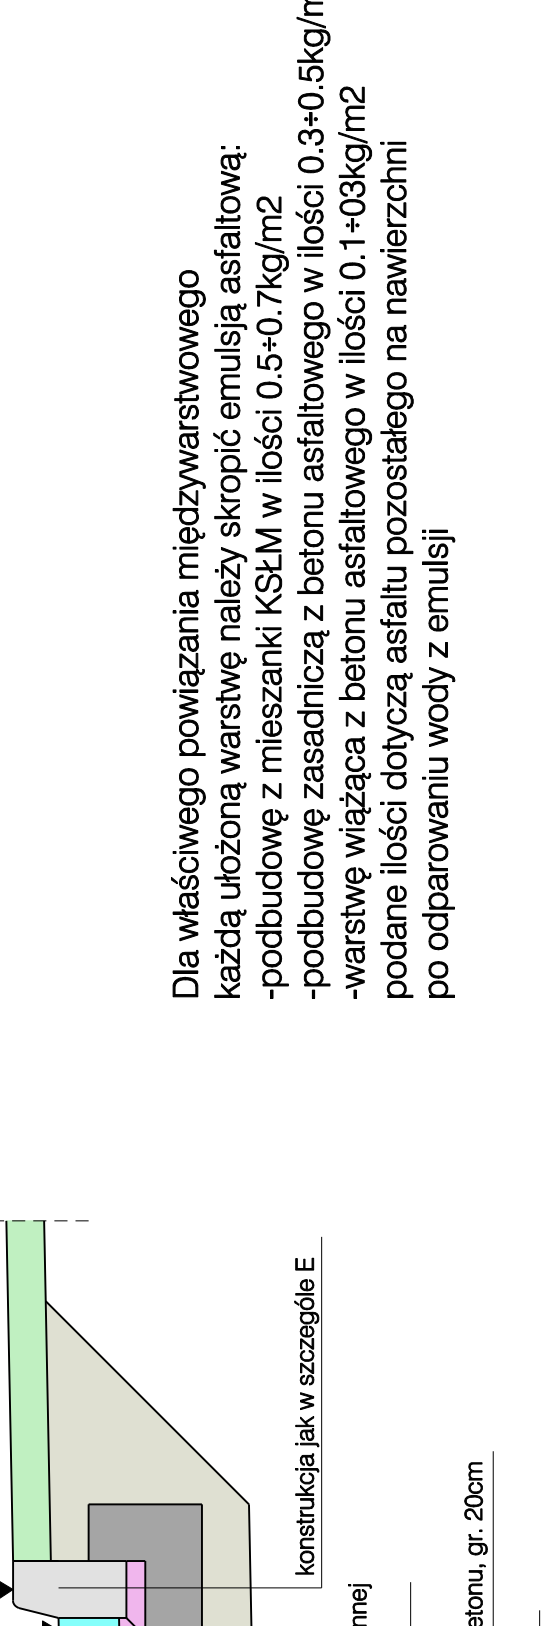 Dla właściwego powiązania międzywarstwowego
każdą ułożoną warstwę należy skropić emulsją asfaltową:
-podbudowę z mieszanki KSŁM w ilości 0.5÷0.7kg/m2
-podbudowę zasadniczą z betonu asfaltowego w ilości 0.3÷0.5kg/m
-warstwę wiążąca z betonu asfaltowego w ilości 0.1÷03kg/m2
podane ilości dotyczą asfaltu pozostałego na nawierzchni
po odparowaniu wody z emulsji
konstrukcja jak w szczególe E
nnej
etonu, gr. 20cm